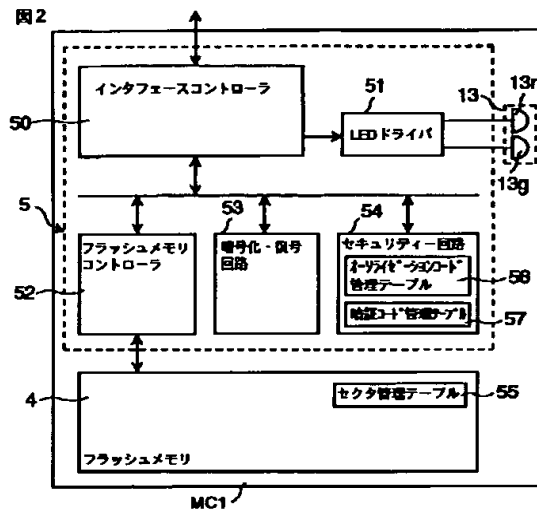 図2
インタフェースコントローラ
50
51
LEDドライバ
13
13r
13g
5
フラッシュメモリ
コントローラ
52
53
暗号化・復号
回路
54
セキュリティー回路
オーソライゼーションコード
管理テーブル
56
暗証コード管理テーブル
57
4
セクタ管理テーブル
55
フラッシュメモリ
MC1